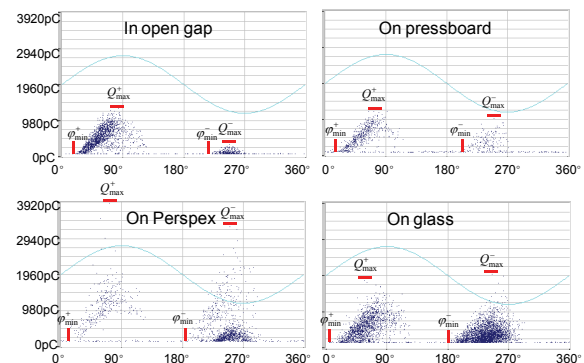 3920pC
In open gap
On pressboard
2940pC
1960pC
Q+max
Q+max
Q−max
980pC
φ+min
φ−min
Q−max
φ+min
φ−min
0pC
0 90° 180° 270° 360°
0 90° 180° 270° 360°
Q+max
3920pC
On Perspex
Q−max
On glass
2940pC
1960pC
Q+max
Q−max
980pC
φ+min
φ−min
φ+min
φ−min
0pC
0 90° 180° 270° 360°
0 90° 180° 270° 360°